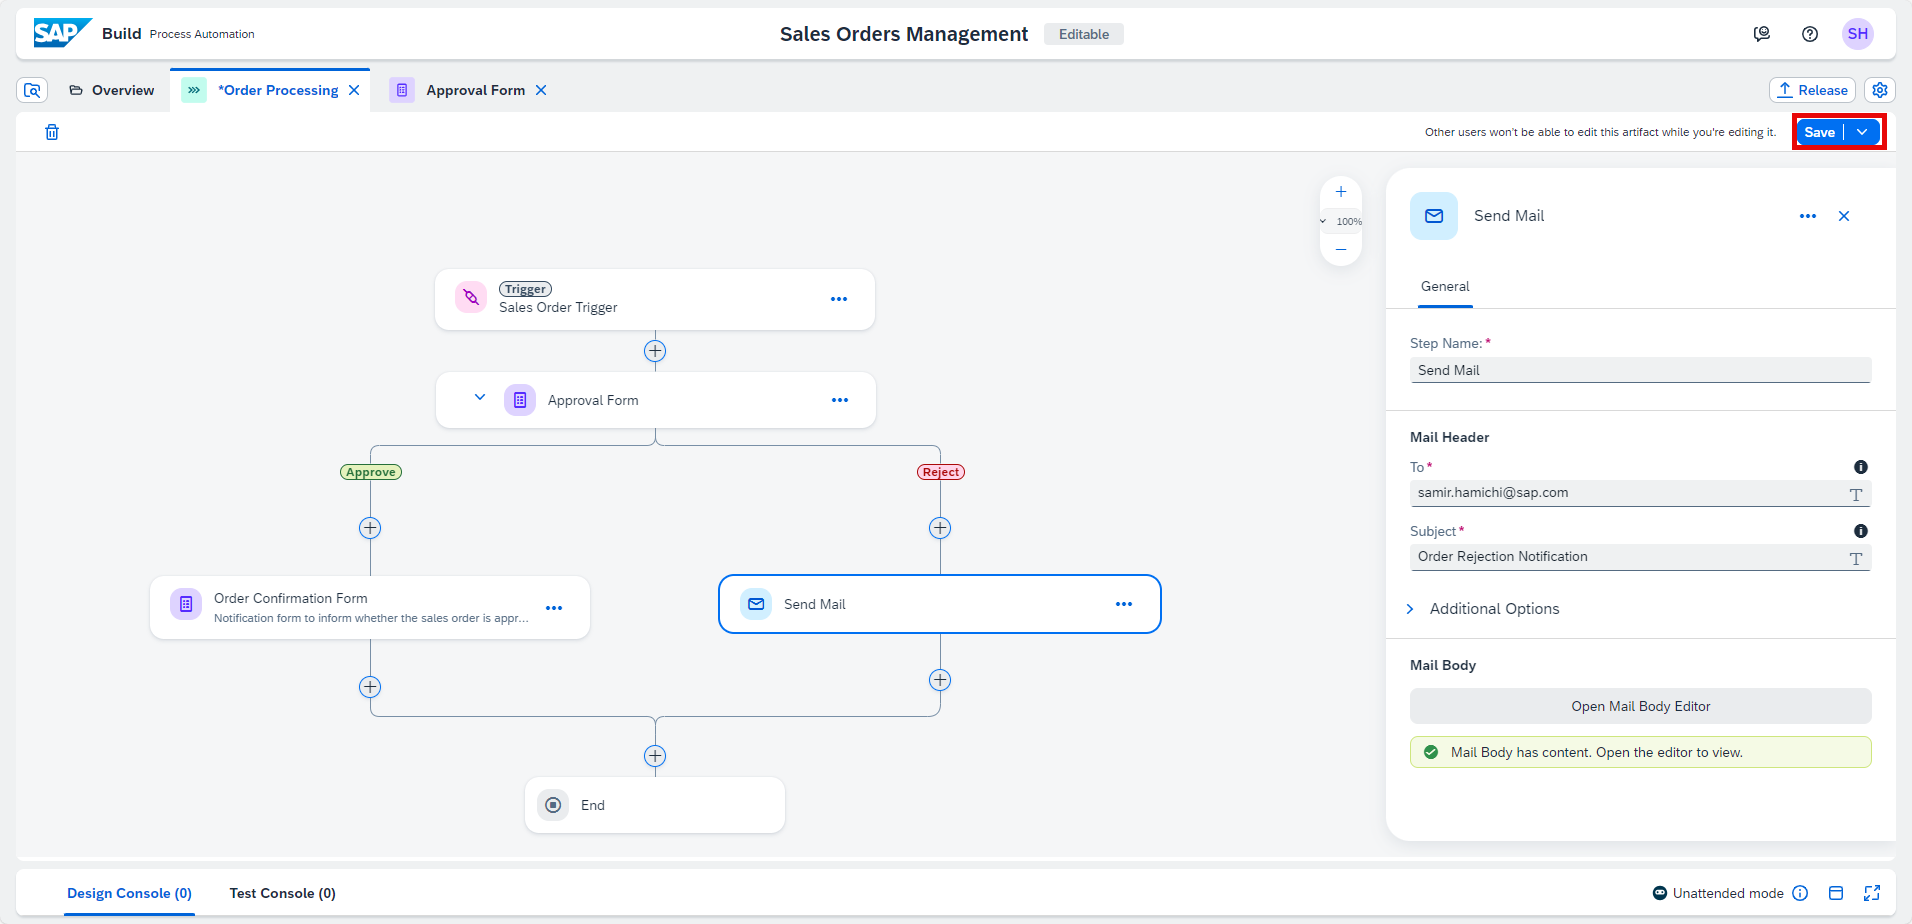 SAP Build Process Automation
Sales Orders Management Editable
SH
Overview
*Order Processing
Approval Form
Release
Other users won't be able to edit this artifact while you're editing it.
Save
100%
Trigger
Sales Order Trigger
Approval Form
Approve
Reject
Order Confirmation Form
Notification form to inform whether the sales order is appr...
Send Mail
End
Send Mail
General
Step Name:*
Send Mail
Mail Header
To*
samir.hamichi@sap.com
Subject*
Order Rejection Notification
Additional Options
Mail Body
Open Mail Body Editor
Mail Body has content. Open the editor to view.
Design Console (0)
Test Console (0)
Unattended mode